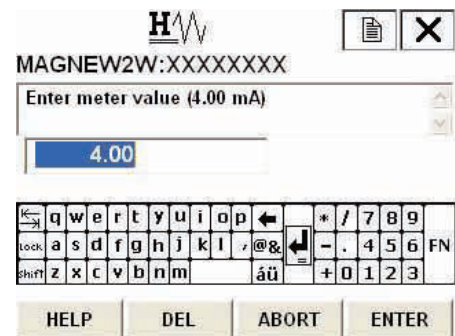 H
MAGNEW2W:XXXXXXXX
Enter meter value (4.00 mA)
4.00
q w e r t y u i o p * / 7 8 9
lock a s d f g h j k l , @& - . 4 5 6 FN
shift z x c v b n m áü + 0 1 2 3
HELP DEL ABORT ENTER